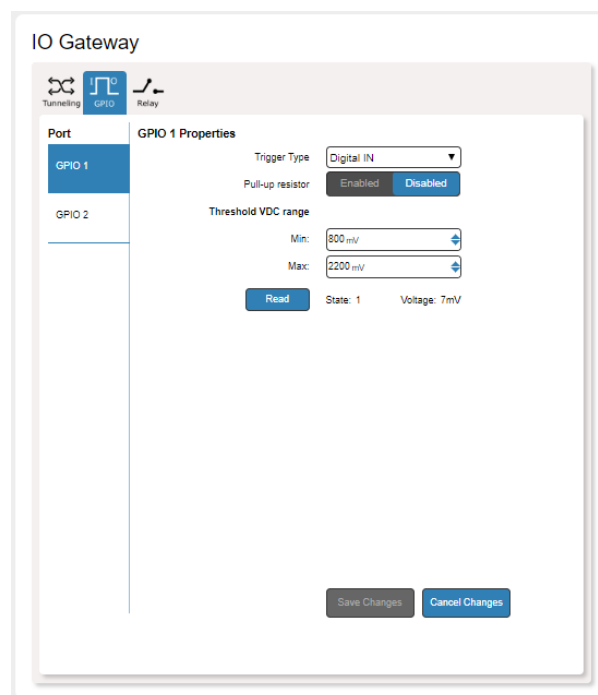 IO Gateway
Tunneling GPIO Relay
Port GPIO 1 Properties
GPIO 1 Trigger Type Digital IN
Pull-up resistor Enabled Disabled
GPIO 2 Threshold VDC range
Min: 800 mV
Max: 2200 mV
Read State: 1 Voltage: 7mV
Save Changes Cancel Changes